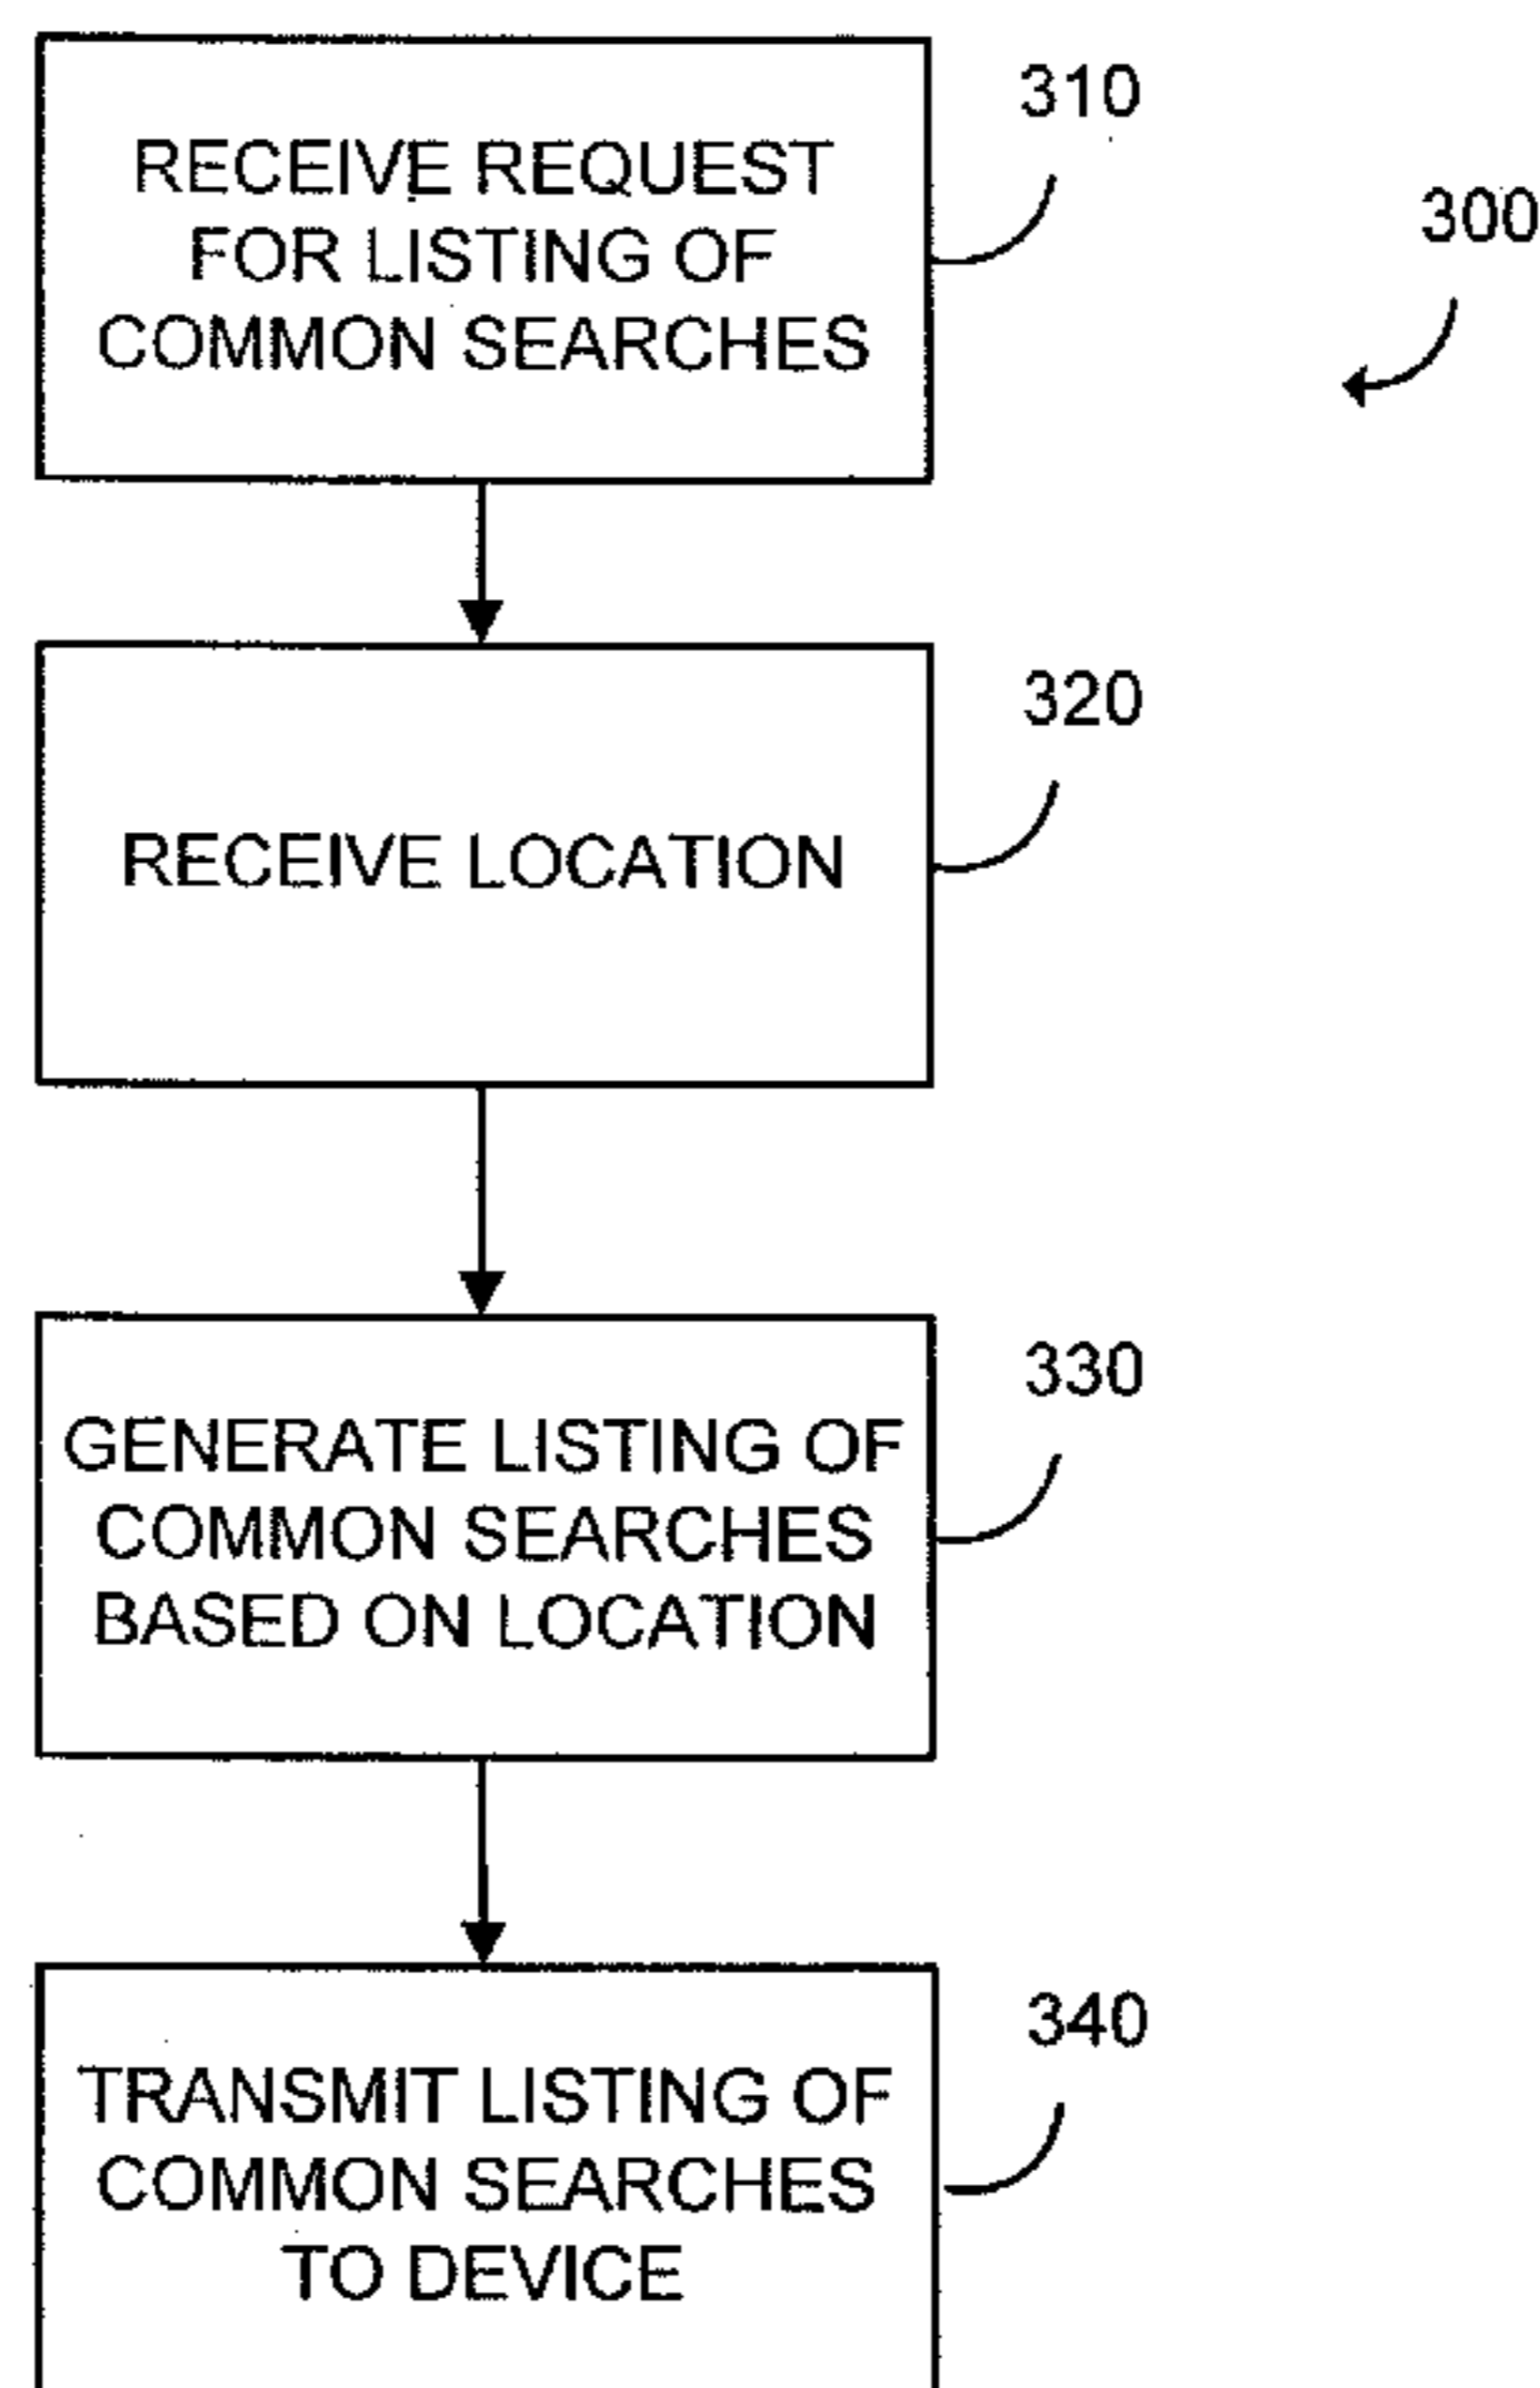 RECEIVE REQUEST
FOR LISTING OF
COMMON SEARCHES
310
300
RECEIVE LOCATION
320
GENERATE LISTING OF
COMMON SEARCHES
BASED ON LOCATION
330
TRANSMIT LISTING OF
COMMON SEARCHES
TO DEVICE
340